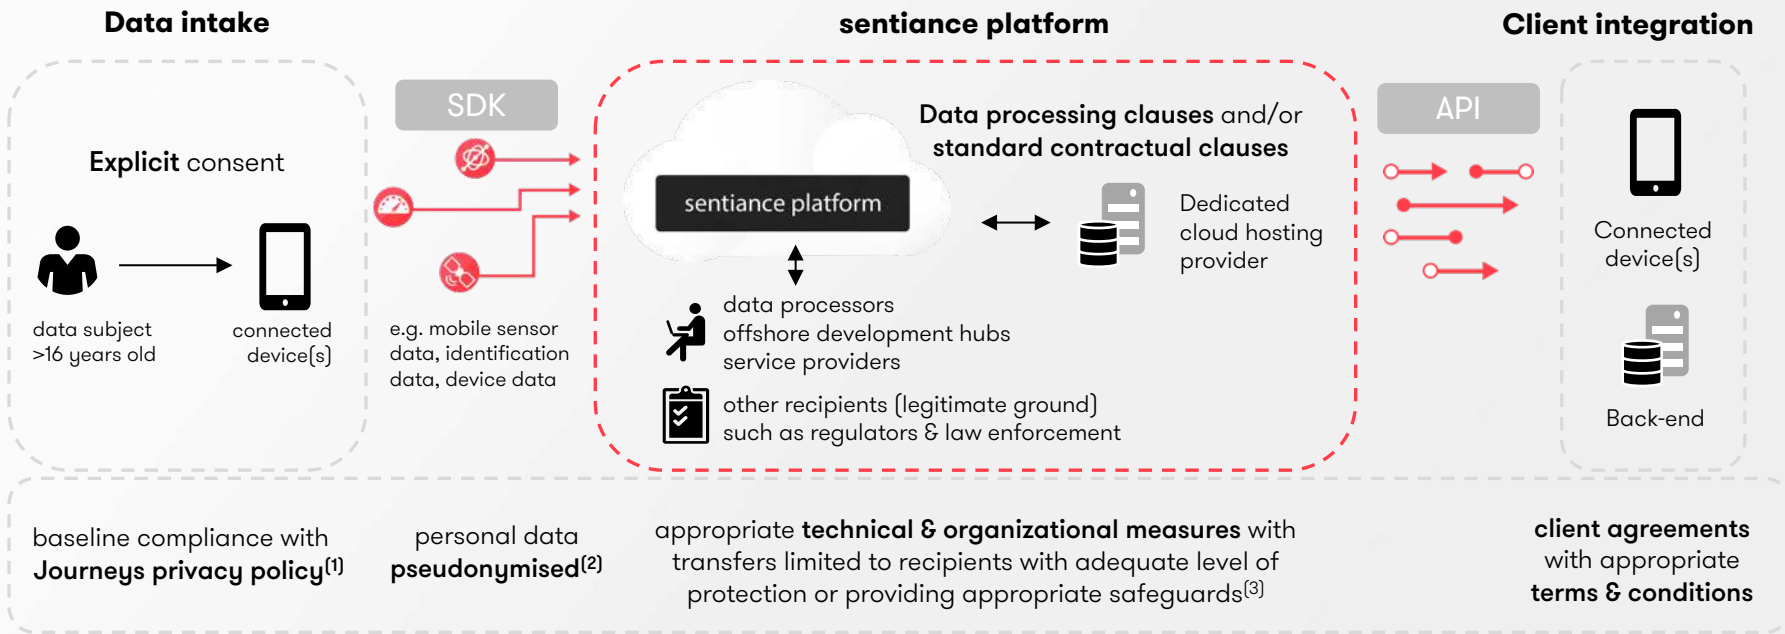 Data intake
sentiance platform
Client integration
Explicit consent
data subject
>16 years old
connected
device(s)
SDK
e.g. mobile sensor
data, identification
data, device data
sentiance platform
Data processing clauses and/or
standard contractual clauses
Dedicated
cloud hosting
provider
data processors
offshore development hubs
service providers
other recipients (legitimate ground)
such as regulators & law enforcement
API
Connected
device(s)
Back-end
baseline compliance with
Journeys privacy policy(1)
personal data
pseudonymised(2)
appropriate technical & organizational measures with
transfers limited to recipients with adequate level of
protection or providing appropriate safeguards(3)
client agreements
with appropriate
terms & conditions